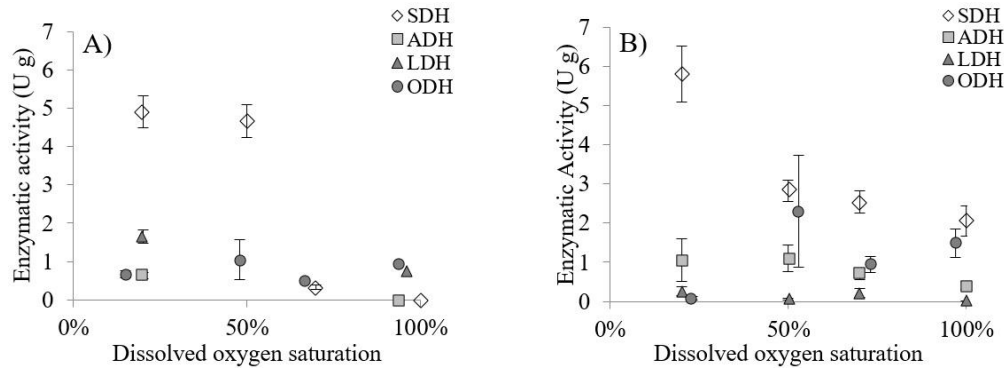 A)
SDH
ADH
LDH
ODH
Enzymatic activity (U g)
7
6
5
4
3
2
1
0
0%
50%
100%
Dissolved oxygen saturation
B)
SDH
ADH
LDH
ODH
Enzymatic Activity (U g)
7
6
5
4
3
2
1
0
0%
50%
100%
Dissolved oxygen saturation